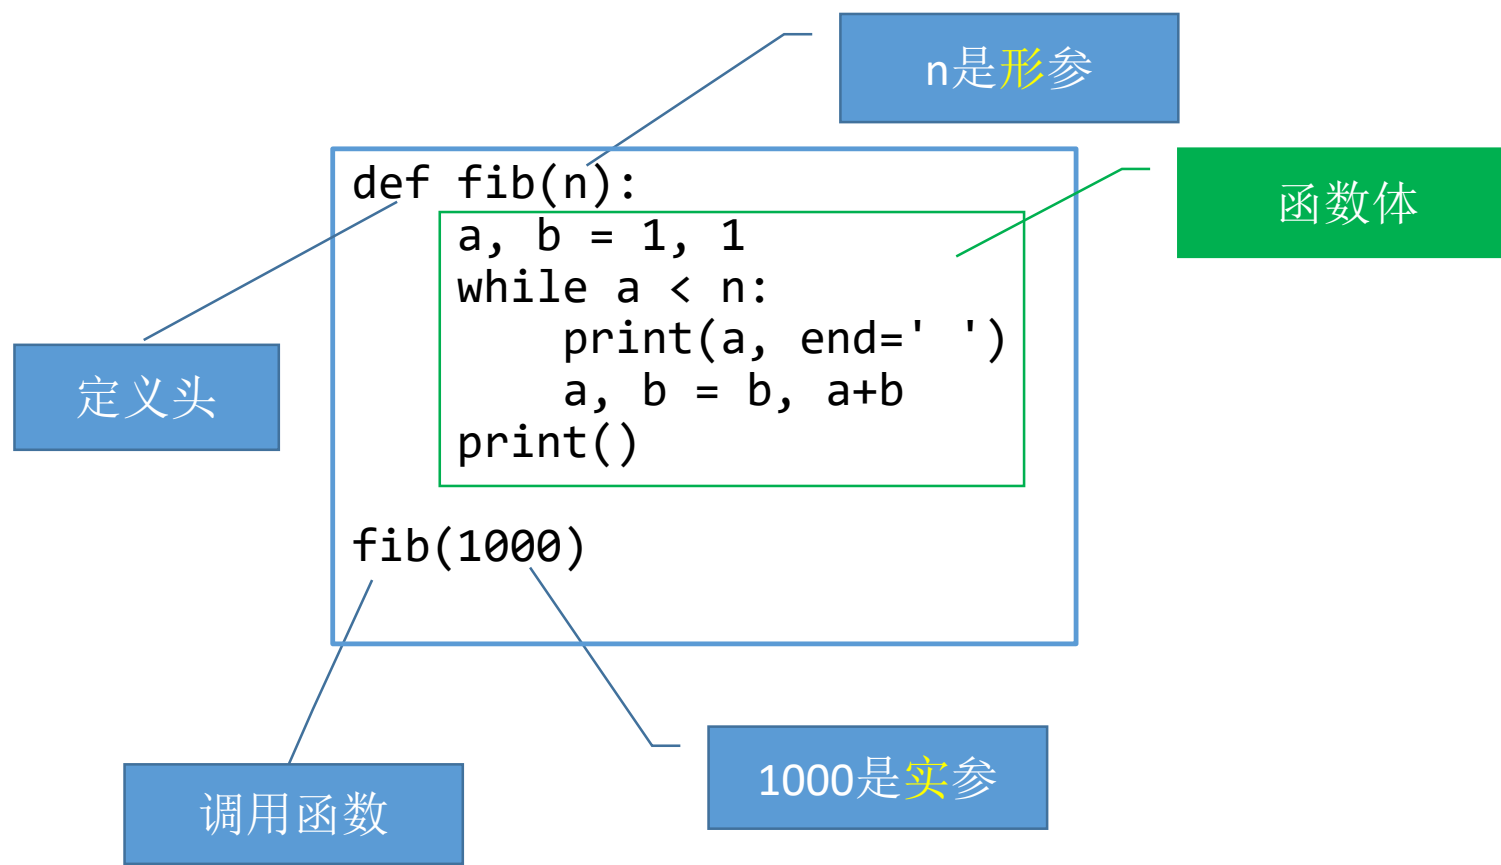 n是形参
def fib(n):
    a, b = 1, 1
    while a < n:
        print(a, end=' ')
        a, b = b, a+b
    print()
fib(1000)
函数体
定义头
调用函数
1000是实参